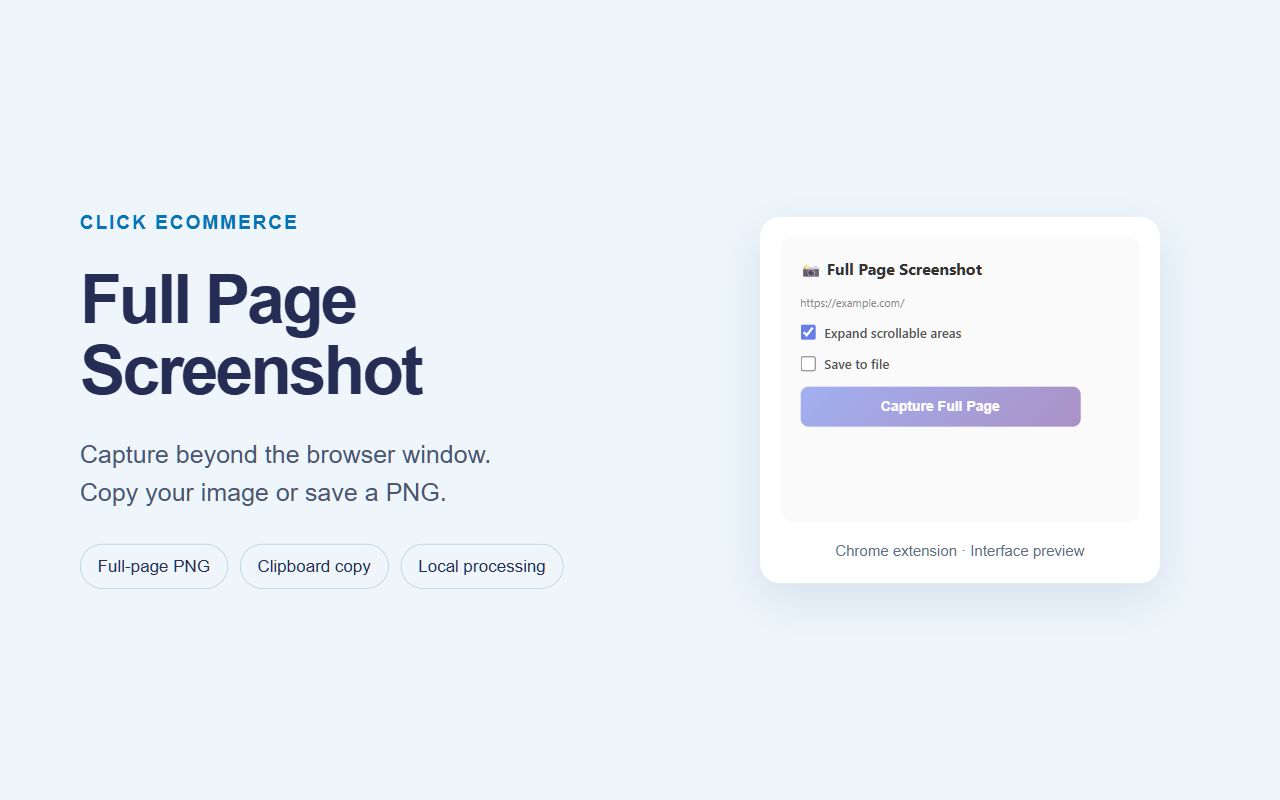 CLICK ECOMMERCE
Full Page
Screenshot
Capture beyond the browser window.
Copy your image or save a PNG.
Full-page PNG
Clipboard copy
Local processing
Full Page Screenshot
https://example.com/
Expand scrollable areas
Save to file
Capture Full Page
Chrome extension · Interface preview